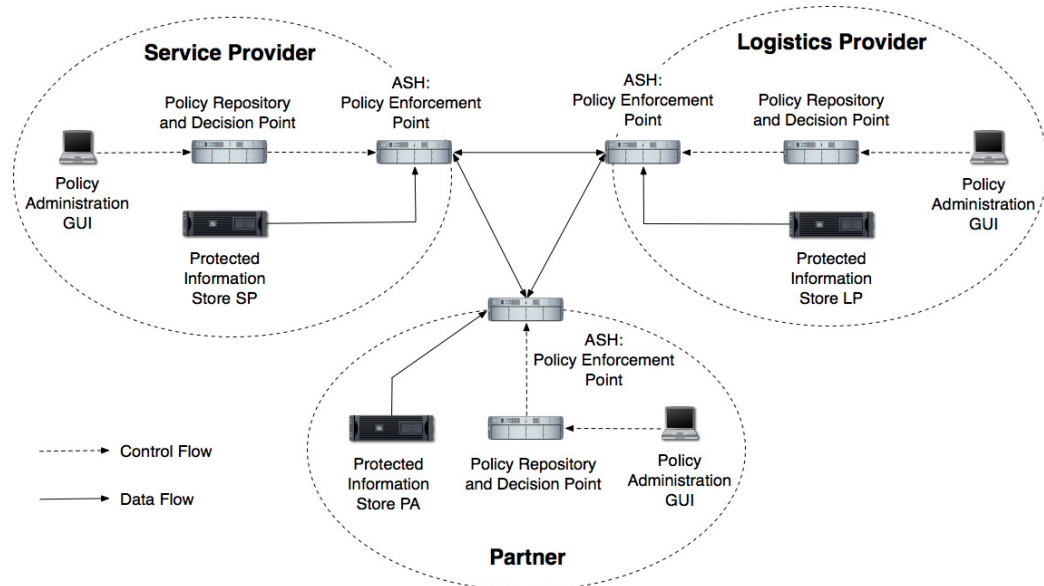 Service Provider
Logistics Provider
ASH:
Policy Enforcement
Point
Policy Repository
and Decision Point
Policy
Administration
GUI
Protected
Information
Store SP
ASH:
Policy Enforcement
Point
Policy Repository
and Decision Point
Policy
Administration
GUI
Protected
Information
Store LP
ASH:
Policy Enforcement
Point
Protected
Information
Store PA
Policy Repository
and Decision Point
Policy
Administration
GUI
Partner
Control Flow
Data Flow